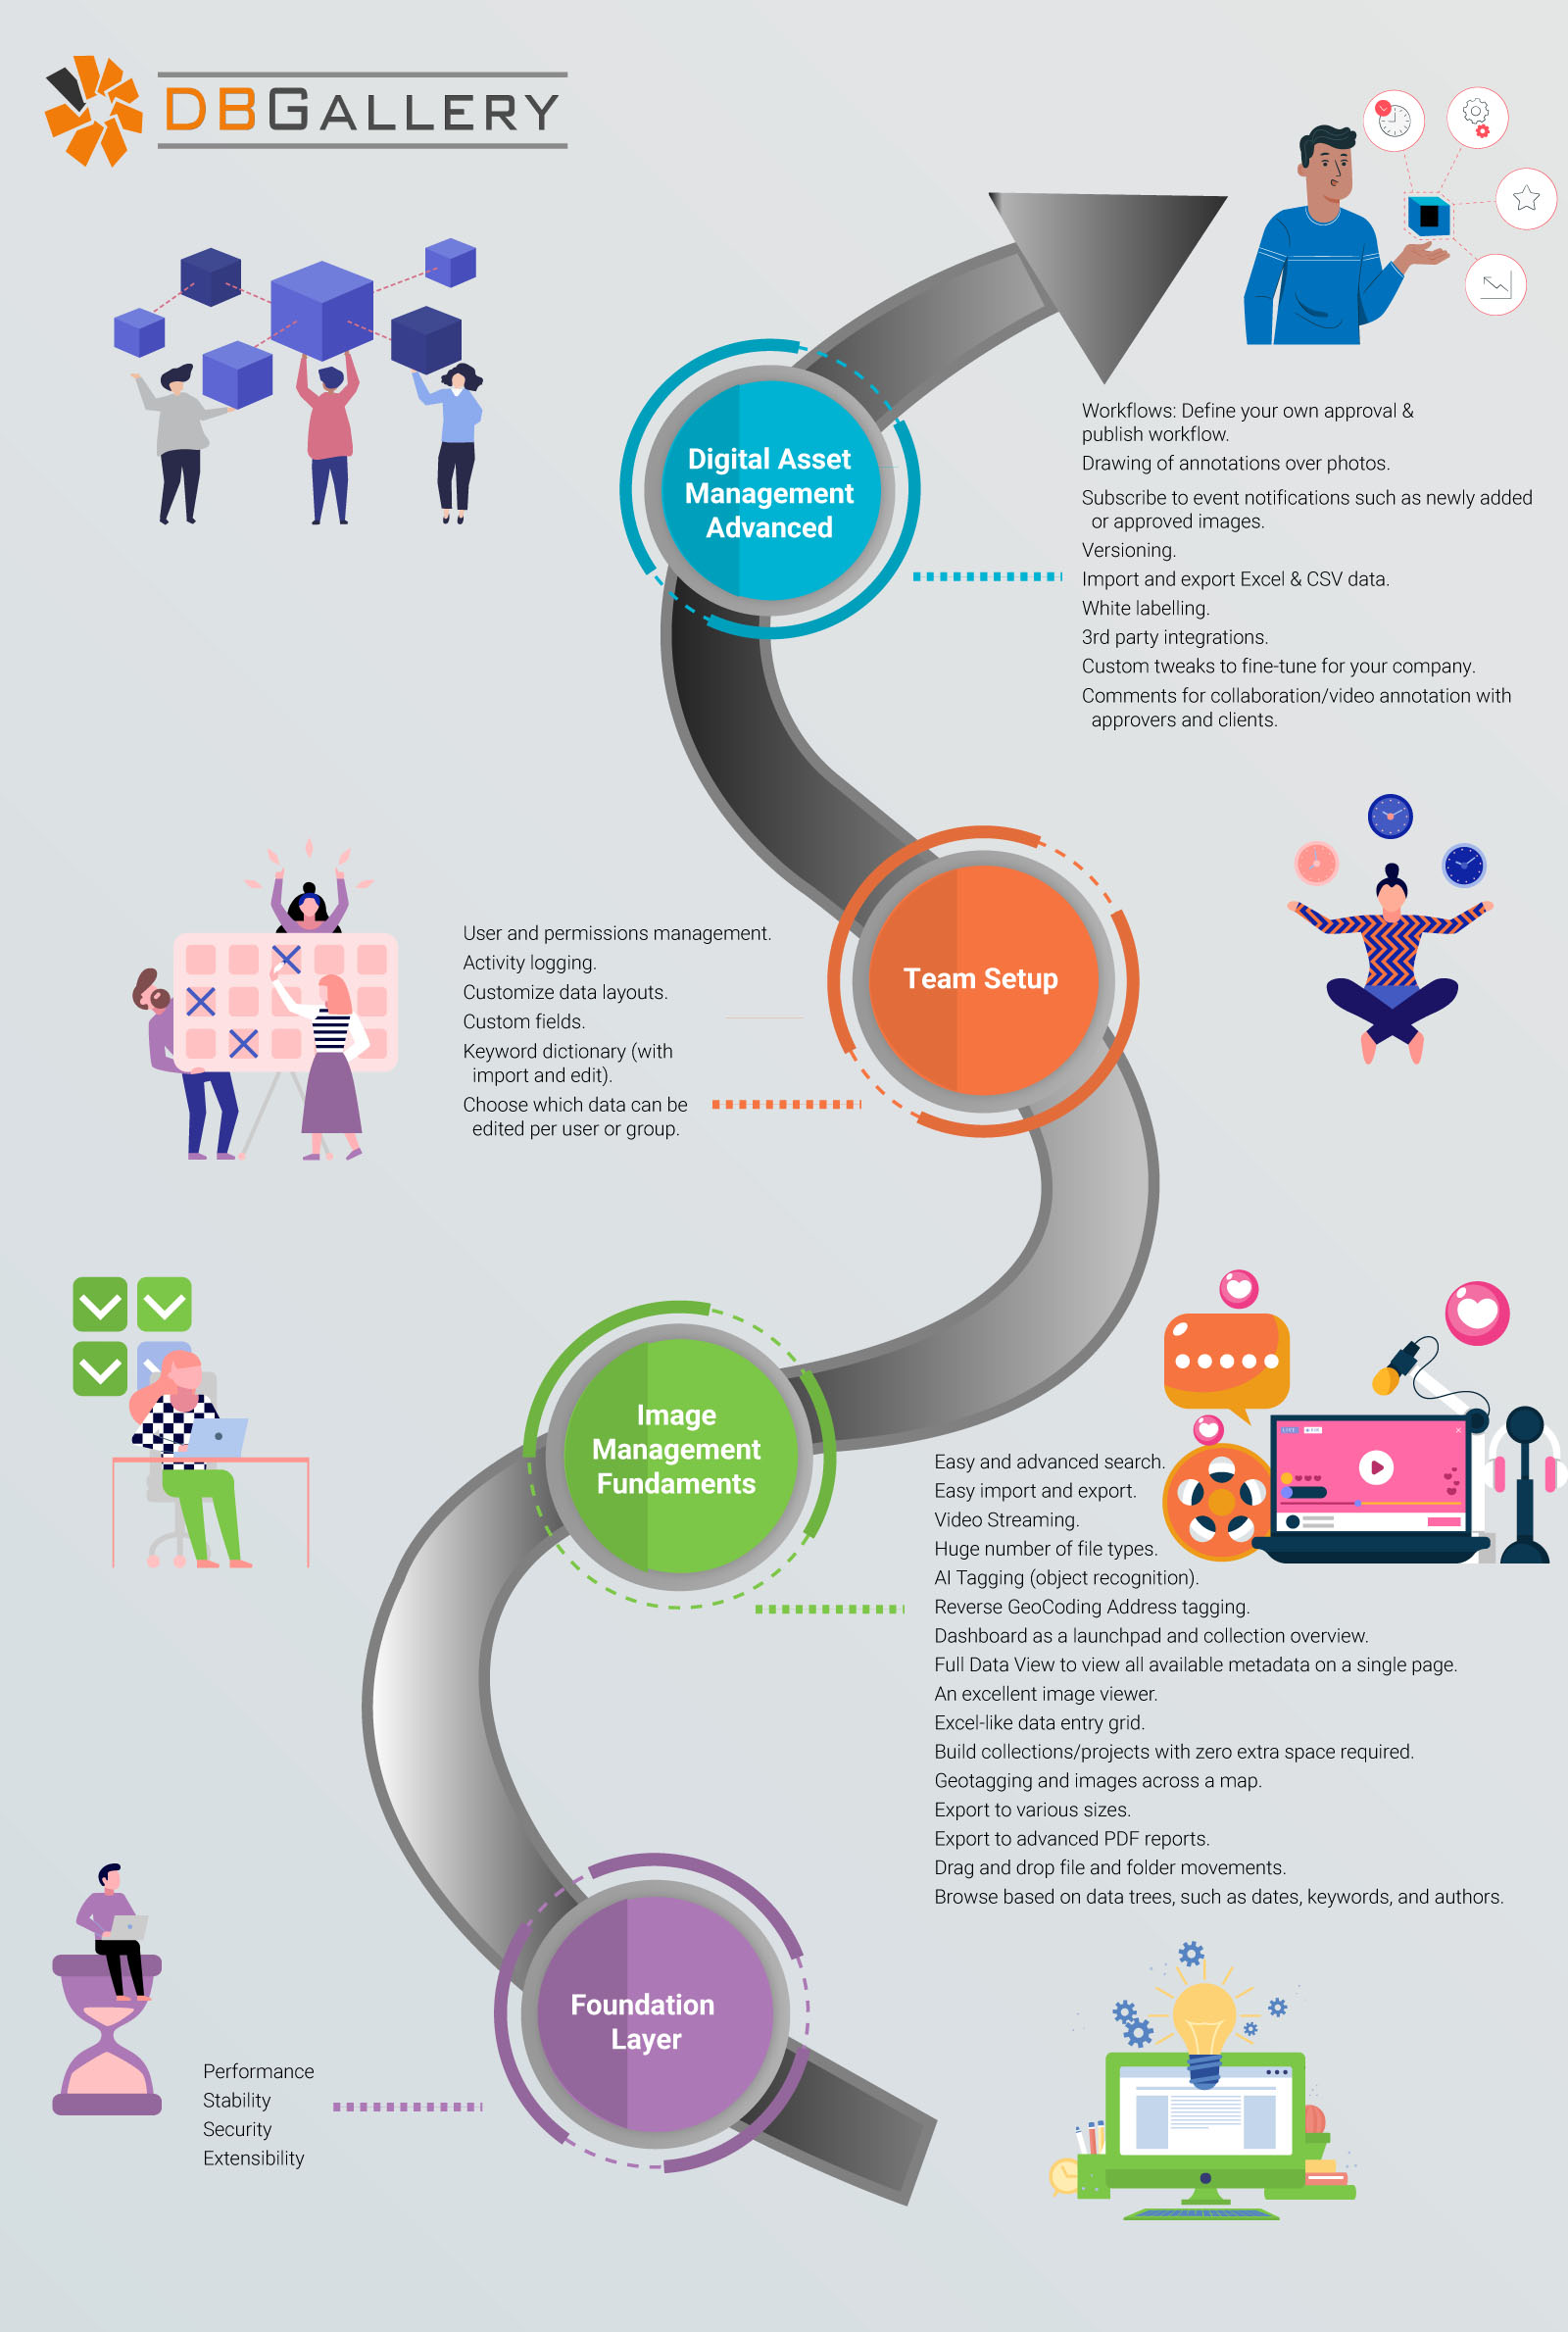 DBGALLERY
Digital Asset
Management
Advanced
Workflows: Define your own approval &
publish workflow.
Drawing of annotations over photos.
Subscribe to event notifications such as newly added
or approved images.
Versioning.
Import and export Excel & CSV data.
White labelling.
3rd party integrations.
Custom tweaks to fine-tune for your company.
Comments for collaboration/video annotation with
approvers and clients.
Team Setup
User and permissions management.
Activity logging.
Customize data layouts.
Custom fields.
Keyword dictionary (with
import and edit).
Choose which data can be
edited per user or group.
Image
Management
Fundaments
Easy and advanced search.
Easy import and export.
Video Streaming.
Huge number of file types.
AI Tagging (object recognition).
Reverse GeoCoding Address tagging.
Dashboard as a launchpad and collection overview.
Full Data View to view all available metadata on a single page.
An excellent image viewer.
Excel-like data entry grid.
Build collections/projects with zero extra space required.
Geotagging and images across a map.
Export to various sizes.
Export to advanced PDF reports.
Drag and drop file and folder movements.
Browse based on data trees, such as dates, keywords, and authors.
Foundation
Layer
Performance
Stability
Security
Extensibility